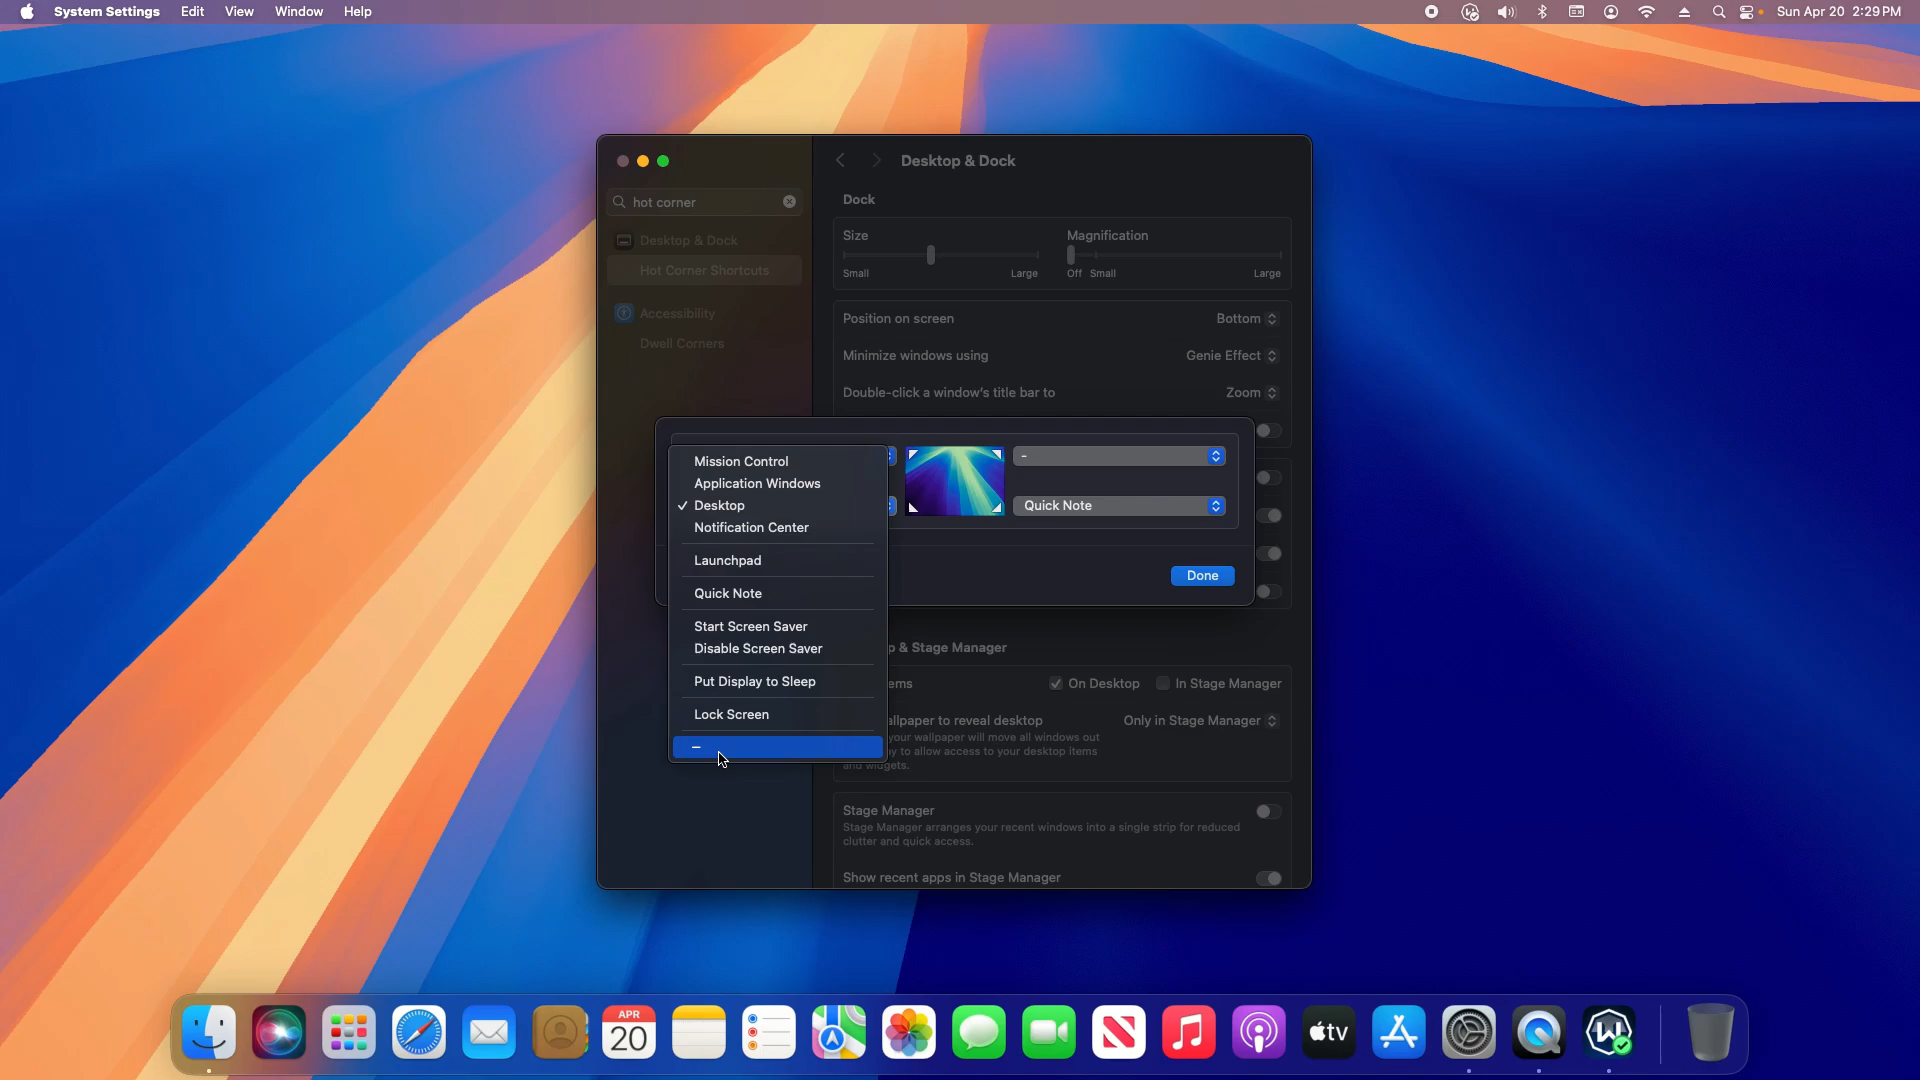 System Settings Edit View Window Help Sun Apr 20 2:29 PM
Desktop & Dock
hot corner
Desktop & Dock
Hot Corner Shortcuts
Accessibility
Dwell Corners
Dock
Size Magnification
Small Large Off Small Large
Position on screen Bottom
Minimize windows using Genie Effect
Double-click a window's title bar to Zoom
-
Quick Note
Done
Mission Control
Application Windows
✓ Desktop
Notification Center
Launchpad
Quick Note
Start Screen Saver
Disable Screen Saver
Put Display to Sleep
Lock Screen
–
& Stage Manager
On Desktop In Stage Manager
to reveal desktop Only in Stage Manager
your wallpaper will move all windows out
to allow access to your desktop items
and widgets.
Stage Manager
Stage Manager arranges your recent windows into a single strip for reduced
clutter and quick access.
Show recent apps in Stage Manager
APR
20
tv